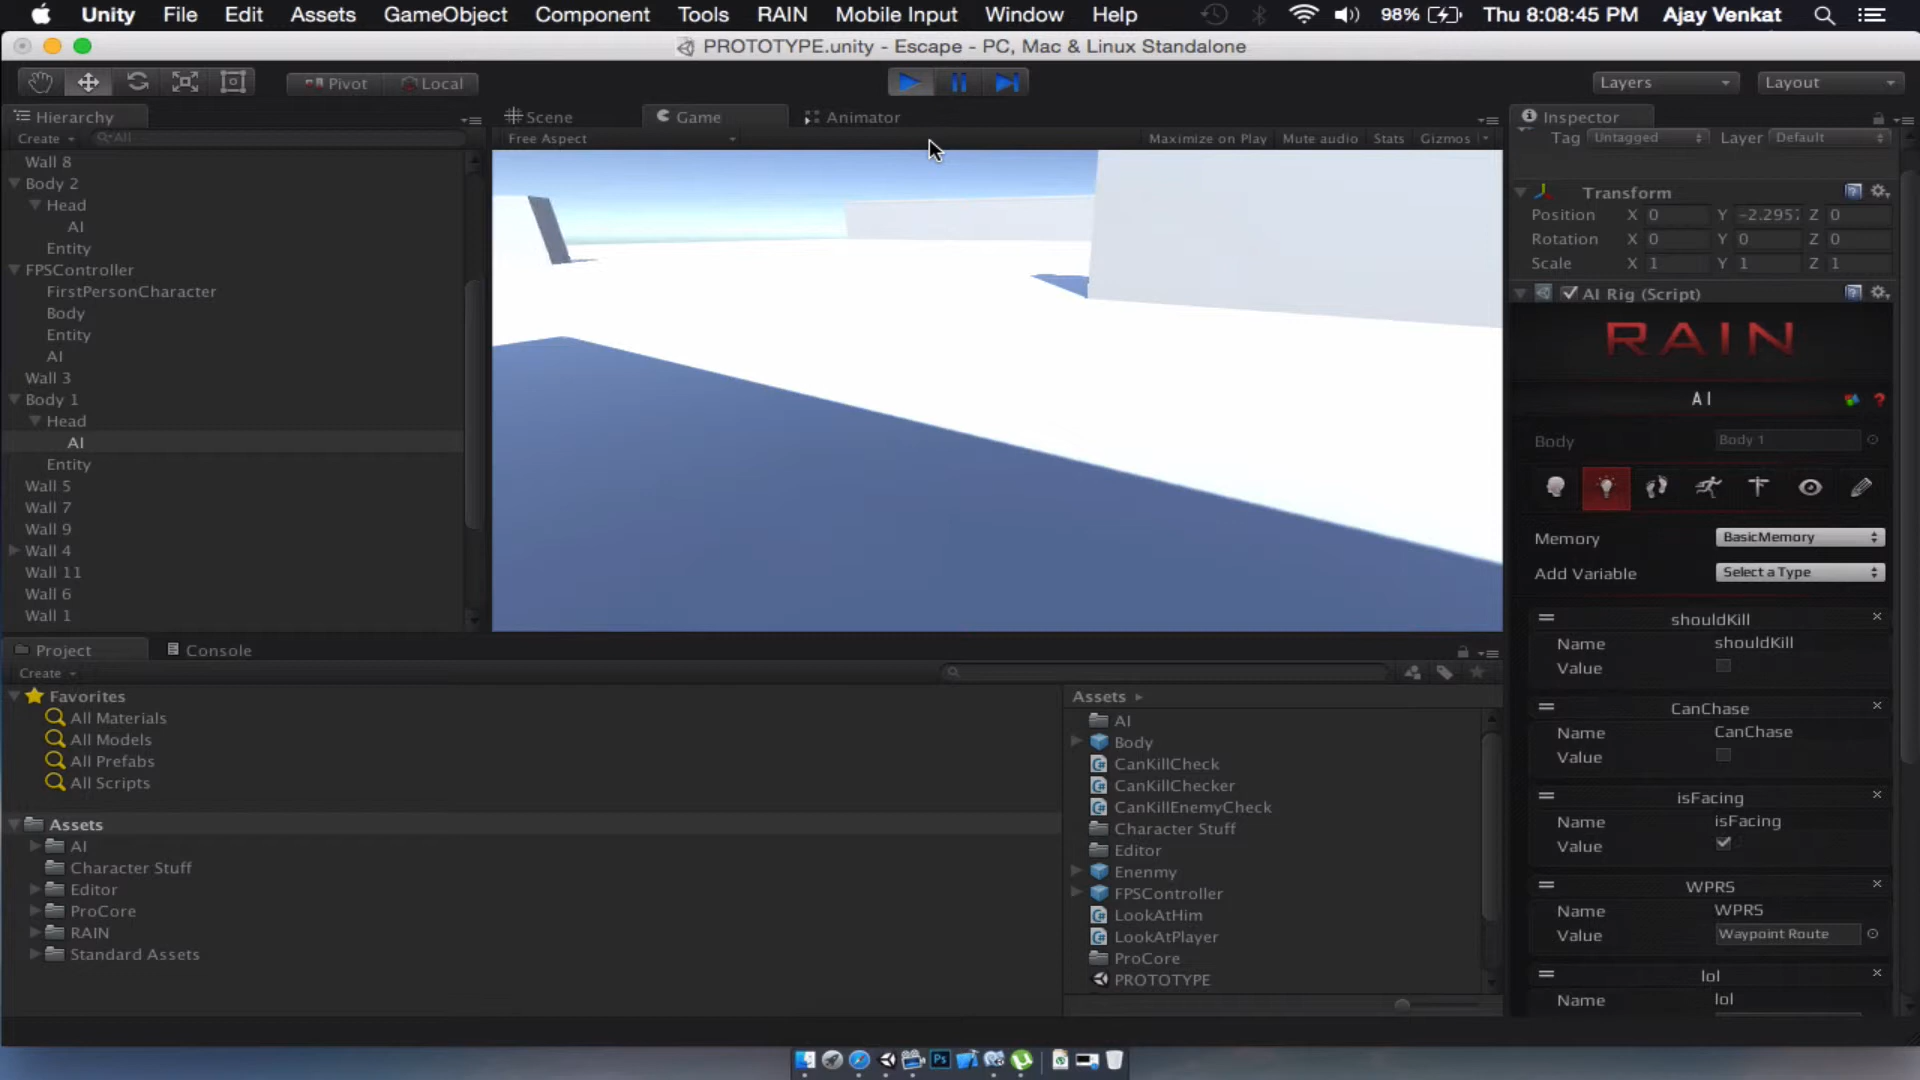 Unity File Edit Assets GameObject Component Tools RAIN Mobile Input Window Help 98% Thu 8:08:45 PM Ajay Venkat
PROTOTYPE.unity - Escape - PC, Mac & Linux Standalone
Pivot Local Layers Layout
Hierarchy
Create All
Wall 8
Body 2
Head
AI
Entity
FPSController
FirstPersonCharacter
Body
Entity
AI
Wall 3
Body 1
Head
AI
Entity
Wall 5
Wall 7
Wall 9
Wall 4
Wall 11
Wall 6
Wall 1
Scene Game Animator
Free Aspect Maximize on Play Mute audio Stats Gizmos
Inspector
Tag Untagged Layer Default
Transform
Position X 0 Y -2.295 Z 0
Rotation X 0 Y 0 Z 0
Scale X 1 Y 1 Z 1
AI Rig (Script)
RAIN
AI
Body Body 1
Memory BasicMemory
Add Variable Select a Type
shouldKill
Name shouldKill
Value
CanChase
Name CanChase
Value
isFacing
Name isFacing
Value
WPRS
Name WPRS
Value Waypoint Route
lol
Name lol
Project Console
Create
Favorites
All Materials
All Models
All Prefabs
All Scripts
Assets
AI
Character Stuff
Editor
ProCore
RAIN
Standard Assets
Assets
AI
Body
CanKillCheck
CanKillChecker
CanKillEnemyCheck
Character Stuff
Editor
Enenmy
FPSController
LookAtHim
LookAtPlayer
ProCore
PROTOTYPE
Ps